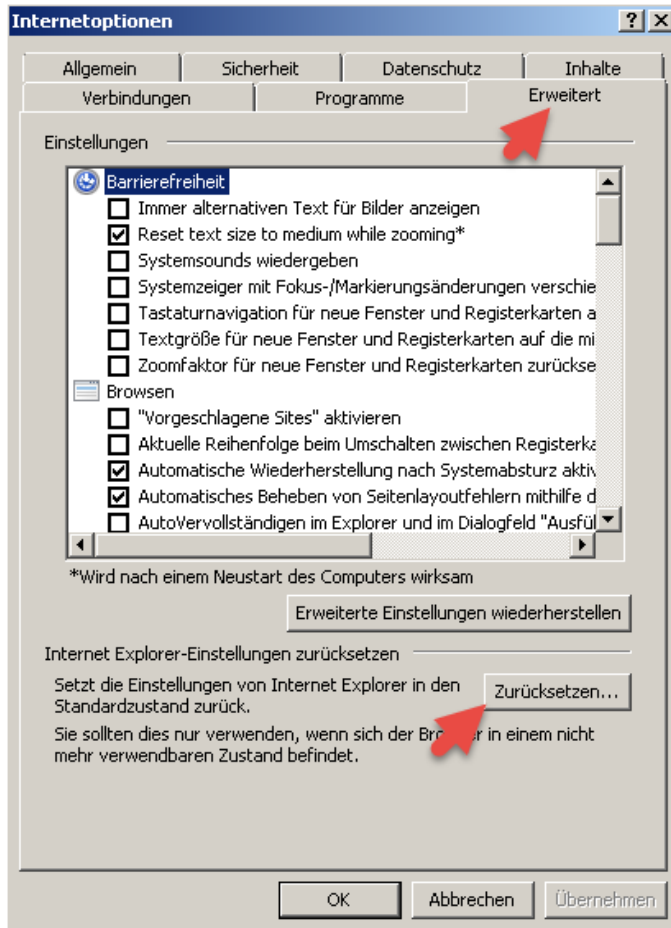 Internetoptionen
Allgemein Sicherheit Datenschutz Inhalte
Verbindungen Programme Erweitert
Einstellungen
Barrierefreiheit
Immer alternativen Text für Bilder anzeigen
Reset text size to medium while zooming*
Systemsounds wiedergeben
Systemzeiger mit Fokus-/Markierungsänderungen verschie
Tastaturnavigation für neue Fenster und Registerkarten a
Textgröße für neue Fenster und Registerkarten auf die mi
Zoomfaktor für neue Fenster und Registerkarten zurückse
Browsen
"Vorgeschlagene Sites" aktivieren
Aktuelle Reihenfolge beim Umschalten zwischen Registerka
Automatische Wiederherstellung nach Systemabsturz aktiv
Automatisches Beheben von Seitenlayoutfehlern mithilfe d
AutoVervollständigen im Explorer und im Dialogfeld "Ausfül
*Wird nach einem Neustart des Computers wirksam
Erweiterte Einstellungen wiederherstellen
Internet Explorer-Einstellungen zurücksetzen
Setzt die Einstellungen von Internet Explorer in den
Standardzustand zurück.
Zurücksetzen...
Sie sollten dies nur verwenden, wenn sich der Browser in einem nicht
mehr verwendbaren Zustand befindet.
OK Abbrechen Übernehmen